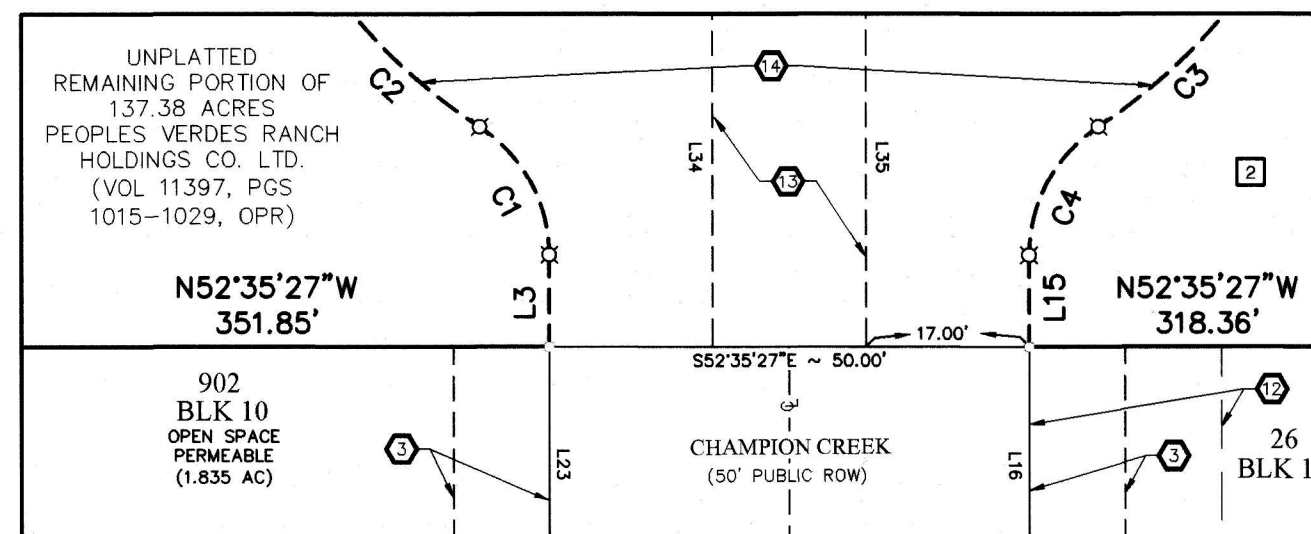 UNPLATTED
REMAINING PORTION OF
137.38 ACRES
PEOPLES VERDES RANCH
HOLDINGS CO. LTD.
(VOL 11397, PGS
1015-1029, OPR)
C2
14
C3
L34
L35
13
2
C1
C4
N52°35'27"W
351.85'
L3
L15
N52°35'27"W
318.36'
17.00'
S52°35'27"E ~ 50.00'
902
BLK 10
OPEN SPACE
PERMEABLE
(1.835 AC)
3
L23
CHAMPION CREEK
(50' PUBLIC ROW)
L16
12
3
26
BLK 1